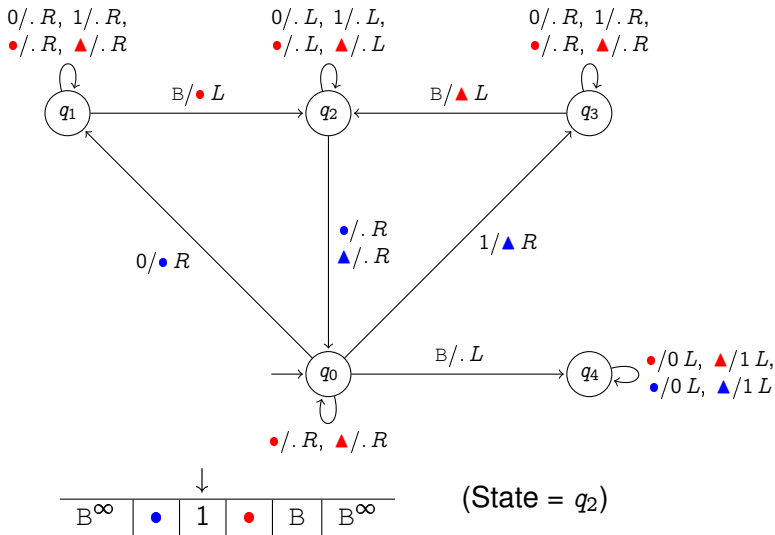 0/. R, 1/. R, 0/. L, 1/. L, 0/. R, 1/. R,
●/. R, ▲/. R ●/. L, ▲/. L ●/. R, ▲/. R
B/● L B/▲ L
q₁ q₂ q₃
●/. R
▲/. R
0/● R 1/▲ R
B/. L
●/0 L, ▲/1 L,
q₀ q₄
●/0 L, ▲/1 L
●/. R, ▲/. R
(State = q₂)
B∞ ● 1 ● B B∞